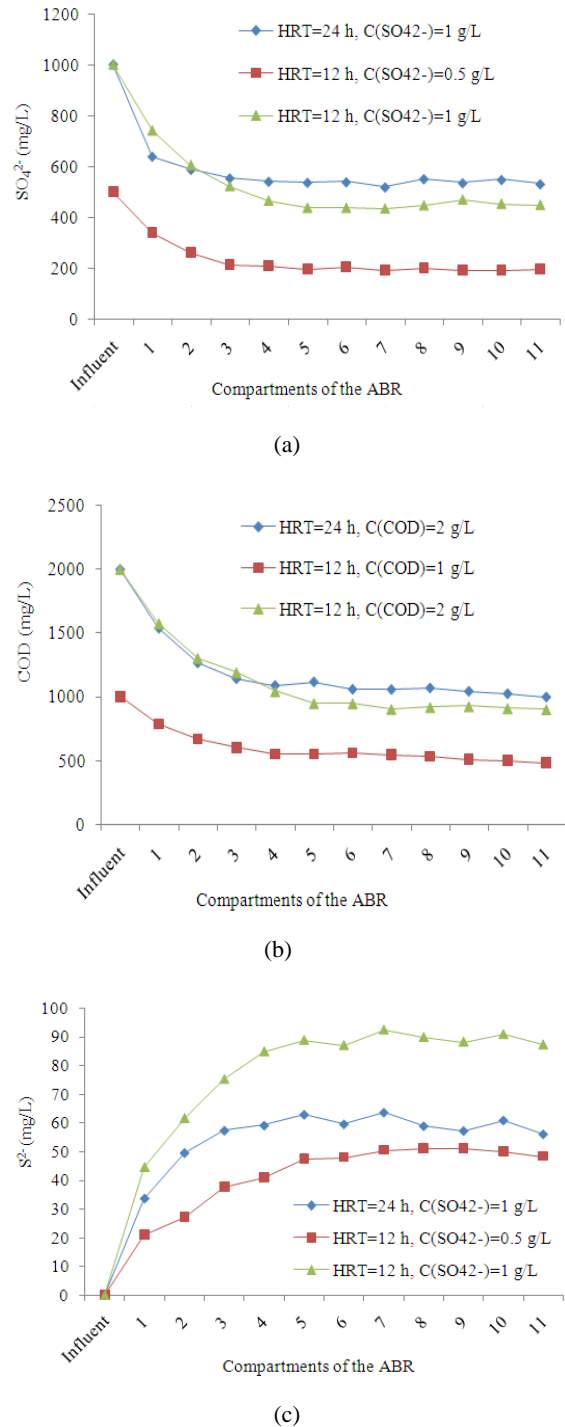 HRT=24 h, C(SO42-)=1 g/L
HRT=12 h, C(SO42-)=0.5 g/L
HRT=12 h, C(SO42-)=1 g/L
SO₄²⁻ (mg/L)
1200
1000
800
600
400
200
0
Influent 1 2 3 4 5 6 7 8 9 10 11
Compartments of the ABR
(a)
HRT=24 h, C(COD)=2 g/L
HRT=12 h, C(COD)=1 g/L
HRT=12 h, C(COD)=2 g/L
COD (mg/L)
2500
2000
1500
1000
500
0
Influent 1 2 3 4 5 6 7 8 9 10 11
Compartments of the ABR
(b)
S²⁻ (mg/L)
100
90
80
70
60
50
40
30
20
10
0
HRT=24 h, C(SO42-)=1 g/L
HRT=12 h, C(SO42-)=0.5 g/L
HRT=12 h, C(SO42-)=1 g/L
Influent 1 2 3 4 5 6 7 8 9 10 11
Compartments of the ABR
(c)